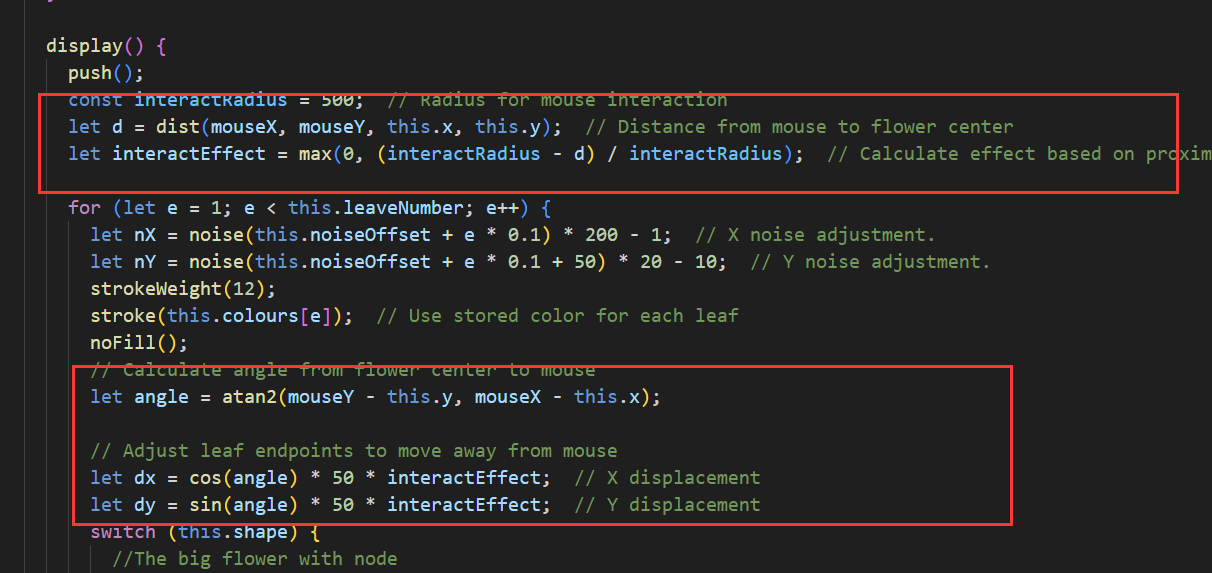 display() {
push();
const interactRadius = 500;  // Radius for mouse interaction
let d = dist(mouseX, mouseY, this.x, this.y);  // Distance from mouse to flower center
let interactEffect = max(0, (interactRadius - d) / interactRadius);  // Calculate effect based on proxim
for (let e = 1; e < this.leaveNumber; e++) {
let nX = noise(this.noiseOffset + e * 0.1) * 200 - 1;  // X noise adjustment.
let nY = noise(this.noiseOffset + e * 0.1 + 50) * 20 - 10;  // Y noise adjustment.
strokeWeight(12);
stroke(this.colours[e]);  // Use stored color for each leaf
noFill();
// Calculate angle from flower center to mouse
let angle = atan2(mouseY - this.y, mouseX - this.x);
// Adjust leaf endpoints to move away from mouse
let dx = cos(angle) * 50 * interactEffect;  // X displacement
let dy = sin(angle) * 50 * interactEffect;  // Y displacement
switch (this.shape) {
//The big flower with node